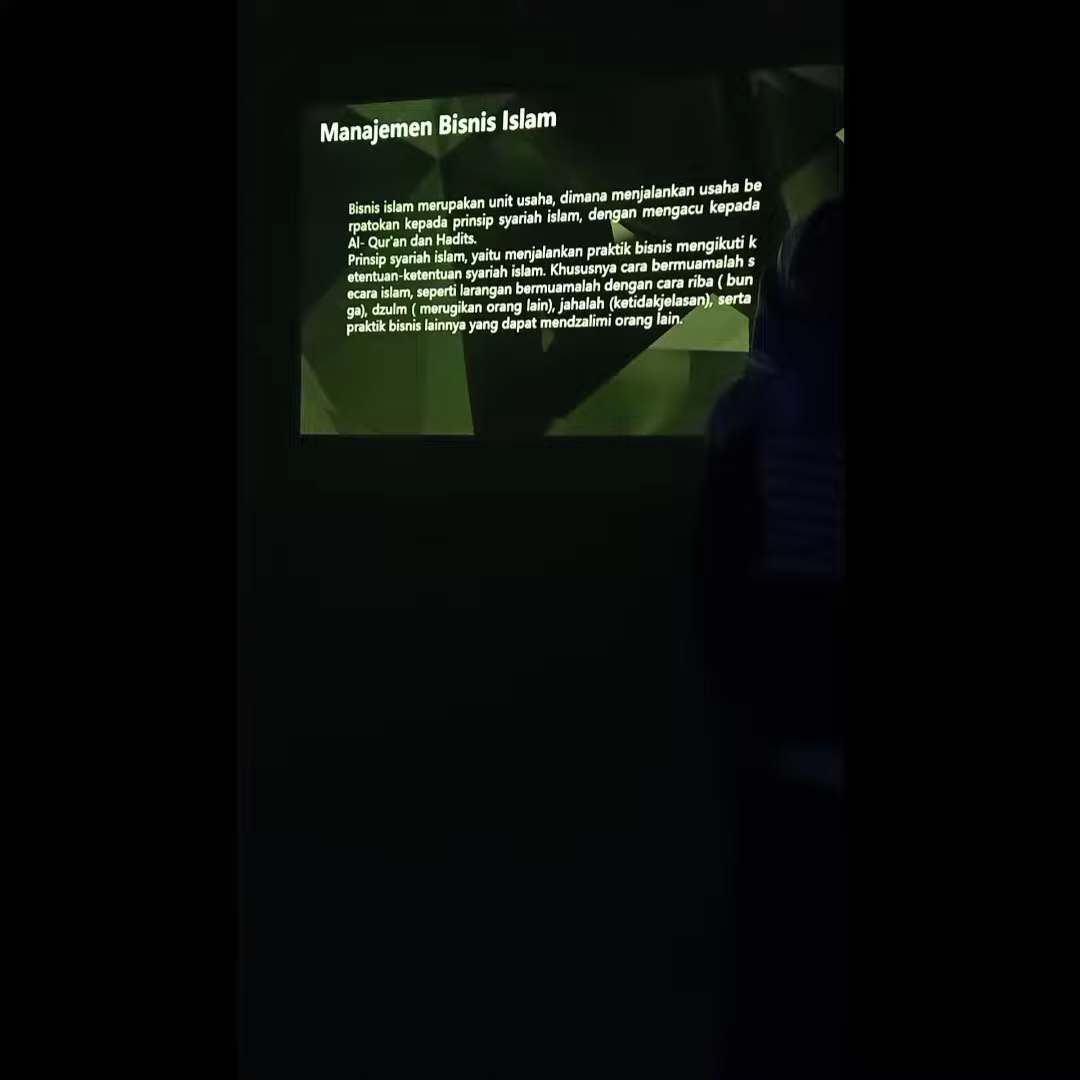 Manajemen Bisnis Islam
Bisnis islam merupakan unit usaha, dimana menjalankan usaha be
rpatokan kepada prinsip syariah islam, dengan mengacu kepada
Al- Qur'an dan Hadits.
Prinsip syariah islam, yaitu menjalankan praktik bisnis mengikuti k
etentuan-ketentuan syariah islam. Khususnya cara bermuamalah s
ecara islam, seperti larangan bermuamalah dengan cara riba ( bun
ga), dzulm ( merugikan orang lain), jahalah (ketidakjelasan), serta
praktik bisnis lainnya yang dapat mendzalimi orang lain.